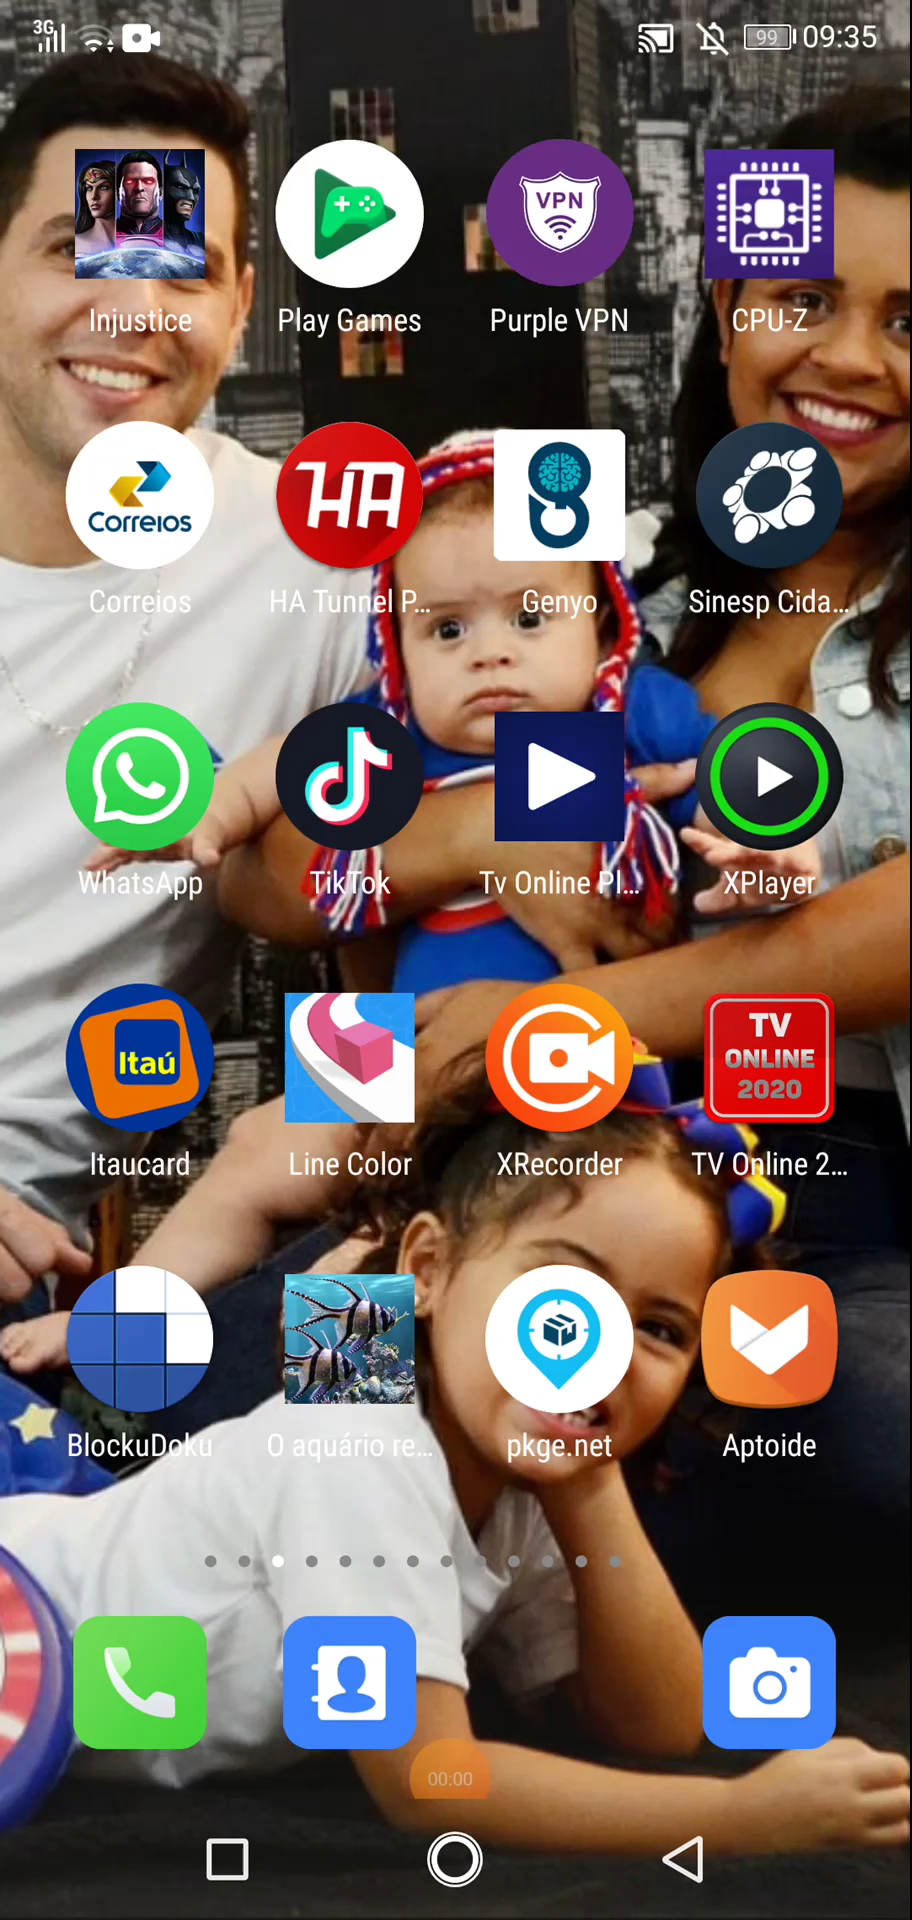 3G 99 09:35
Injustice Play Games VPN Purple VPN CPU-Z
Correios HA
Correios HA Tunnel P... Genyo Sinesp Cida...
WhatsApp TikTok Tv Online Pl... XPlayer
Itaú TV
ONLINE
2020
Itaucard Line Color XRecorder TV Online 2...
BlockuDoku O aquário re... pkge.net Aptoide
00:00